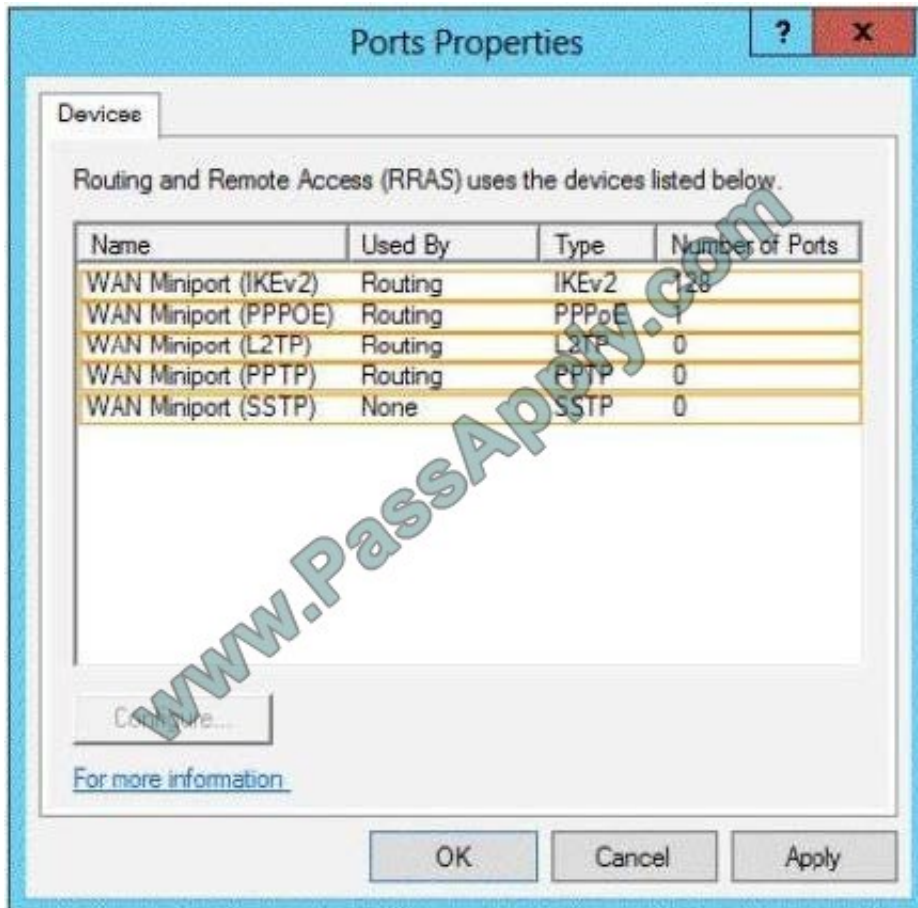 Ports Properties
?
x
Devices
Routing and Remote Access (RRAS) uses the devices listed below.
Name Used By Type Number of Ports
WAN Miniport (IKEv2) Routing IKEv2 128
WAN Miniport (PPPOE) Routing PPPoE 1
WAN Miniport (L2TP) Routing L2TP 0
WAN Miniport (PPTP) Routing PPTP 0
WAN Miniport (SSTP) None SSTP 0
www.PassApply.com
Configure...
For more information
OK Cancel Apply